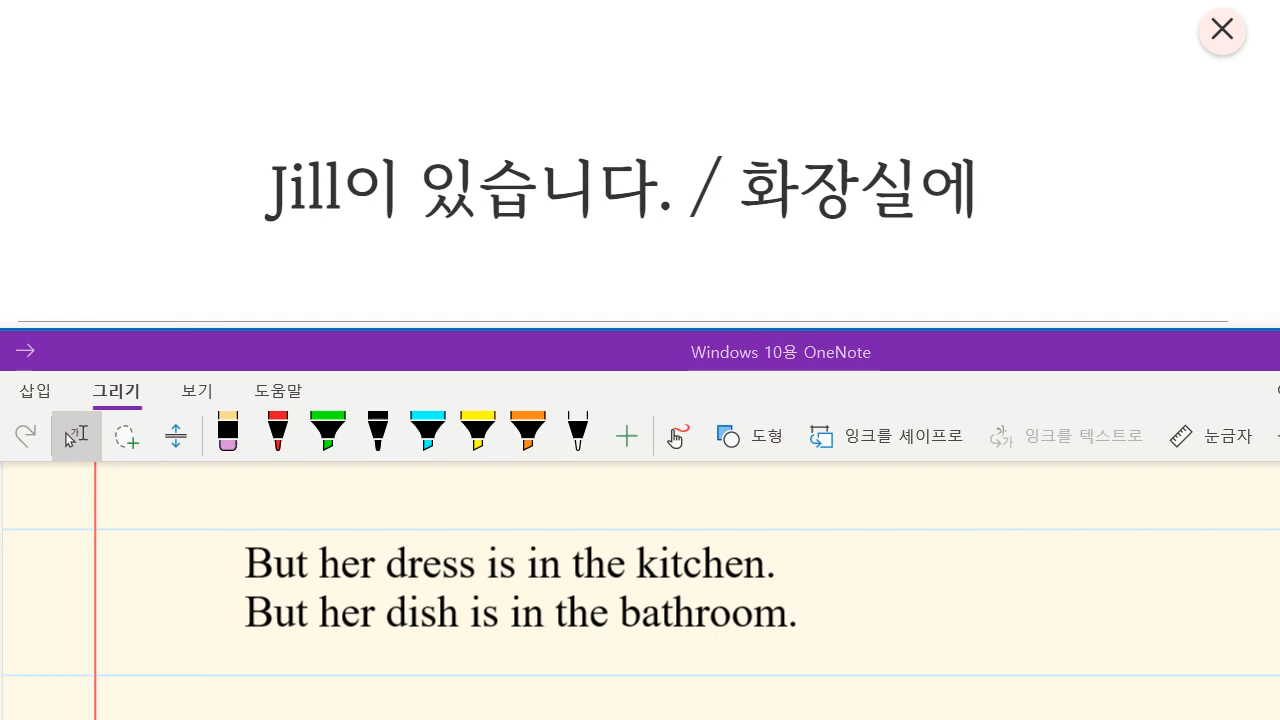 Jill이 있습니다. / 화장실에
Windows 10용 OneNote
삽입 그리기 보기 도움말
가 도형 잉크를 셰이프로 가 잉크를 텍스트로 눈금자
But her dress is in the kitchen.
But her dish is in the bathroom.